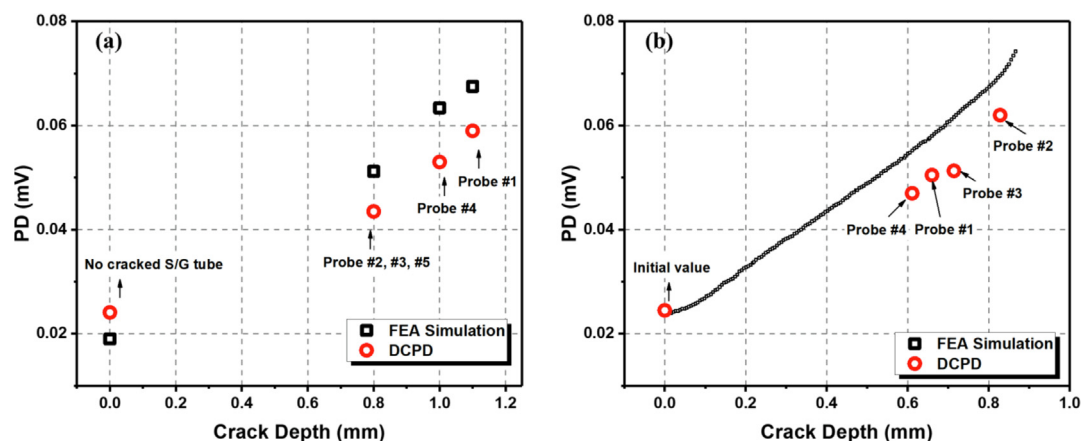 (a)
PD (mV)
0.08
0.06
0.04
0.02
Probe #1
Probe #4
Probe #2, #3, #5
No cracked S/G tube
FEA Simulation
DCPD
0.0 0.2 0.4 0.6 0.8 1.0 1.2
Crack Depth (mm)
(b)
PD (mV)
0.08
0.06
0.04
0.02
Probe #2
Probe #3
Probe #4 Probe #1
Initial value
FEA Simulation
DCPD
0.0 0.2 0.4 0.6 0.8 1.0
Crack Depth (mm)